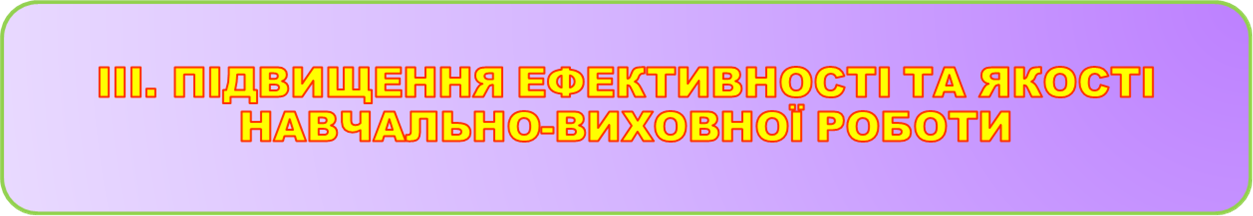 ІІІ. ПІДВИЩЕННЯ ЕФЕКТИВНОСТІ ТА ЯКОСТІ
НАВЧАЛЬНО-ВИХОВНОЇ РОБОТИ